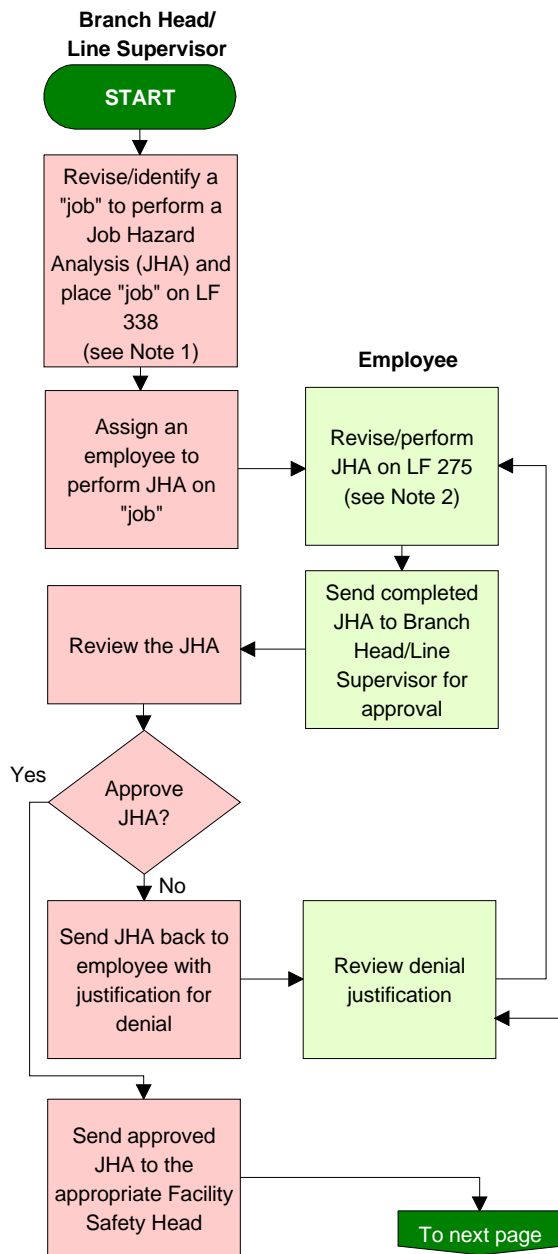 Branch Head/
Line Supervisor
START
Revise/identify a
"job" to perform a
Job Hazard
Analysis (JHA) and
place "job" on LF
338
(see Note 1)
Employee
Assign an
employee to
perform JHA on
"job"
Revise/perform
JHA on LF 275
(see Note 2)
Send completed
JHA to Branch
Head/Line
Supervisor for
approval
Review the JHA
Approve
JHA?
Yes
No
Send JHA back to
employee with
justification for
denial
Review denial
justification
Send approved
JHA to the
appropriate Facility
Safety Head
To next page